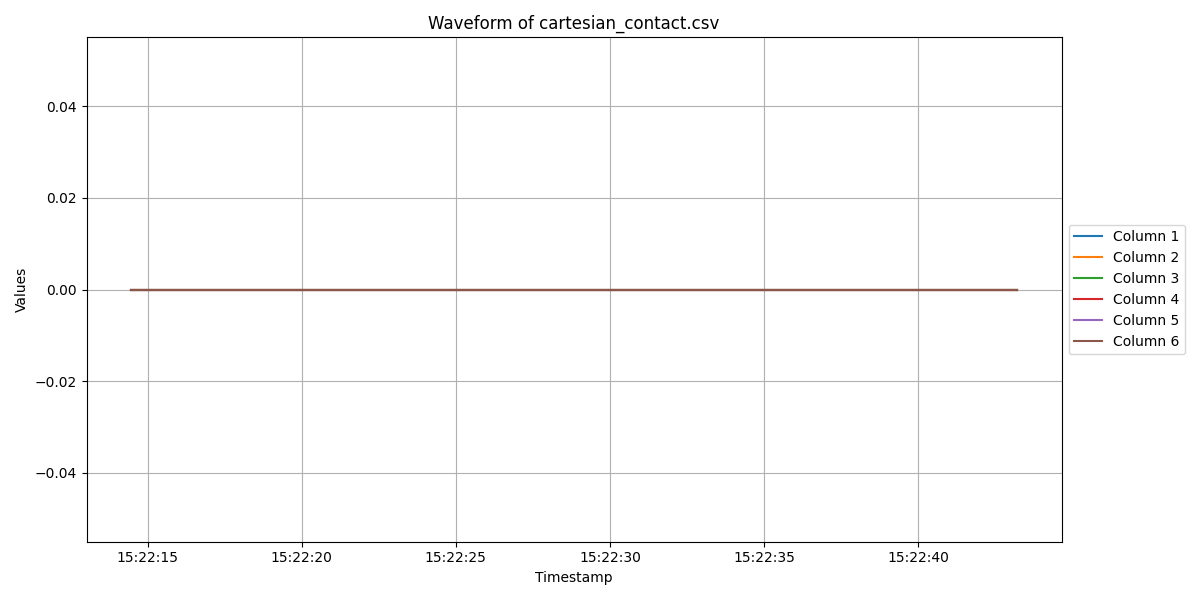 Waveform of cartesian_contact.csv
Values
0.04
0.02
0.00
−0.02
−0.04
15:22:15
15:22:20
15:22:25
15:22:30
15:22:35
15:22:40
Timestamp
Column 1
Column 2
Column 3
Column 4
Column 5
Column 6